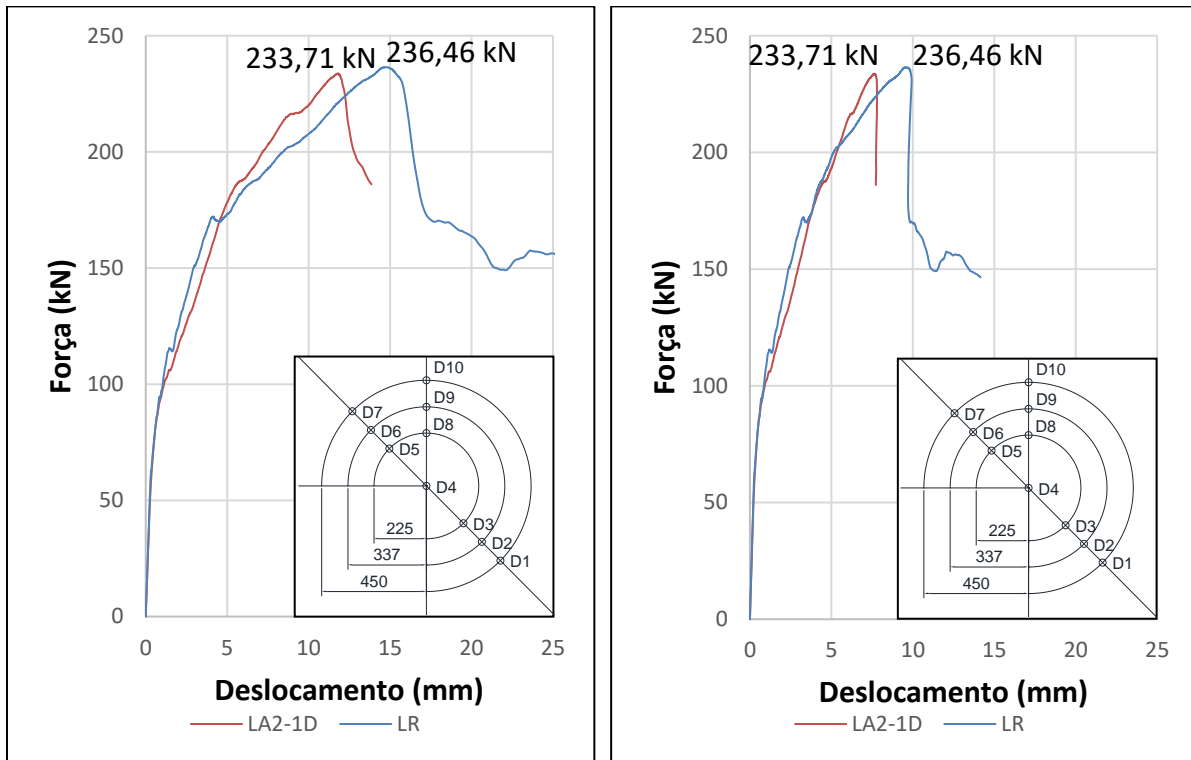 233,71 kN
236,46 kN
Força (kN)
250
200
150
100
50
0
D10
D9
D8
D7
D6
D5
D4
D3
D2
D1
225
337
450
0 5 10 15 20 25
Deslocamento (mm)
LA2-1D LR
233,71 kN
236,46 kN
Força (kN)
250
200
150
100
50
0
D10
D9
D8
D7
D6
D5
D4
D3
D2
D1
225
337
450
0 5 10 15 20 25
Deslocamento (mm)
LA2-1D LR